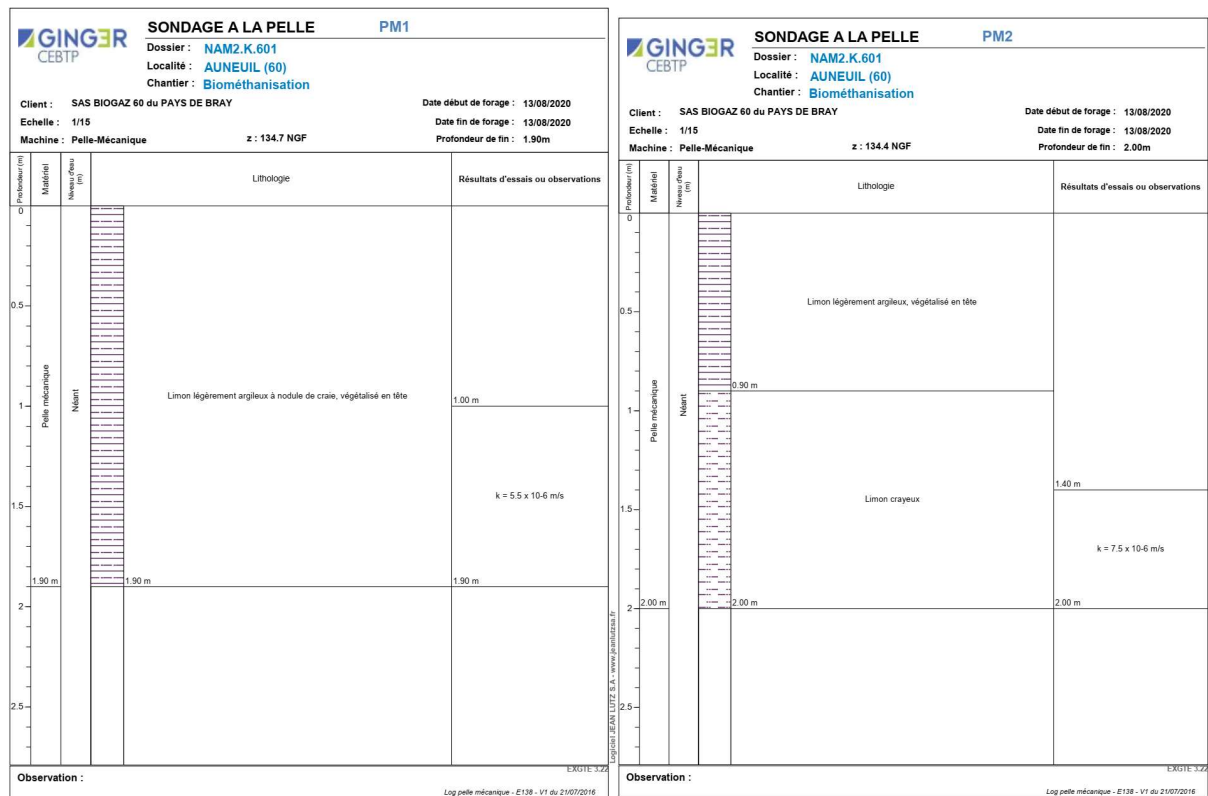 GINGER
CEBTP
SONDAGE A LA PELLE PM1
Dossier : NAM2.K.601
Localité : AUNEUIL (60)
Chantier : Biométhanisation
Client : SAS BIOGAZ 60 du PAYS DE BRAY Date début de forage : 13/08/2020
Echelle : 1/15 Date fin de forage : 13/08/2020
Machine : Pelle-Mécanique z : 134.7 NGF Profondeur de fin : 1.90m
Profondeur (m)
Matériel
Niveau d'eau (m)
Lithologie
Résultats d'essais ou observations
0
0.5
Pelle mécanique
Néant
Limon légèrement argileux à nodule de craie, végétalisé en tête
1
1.00 m
k = 5.5 x 10-6 m/s
1.5
1.90 m 1.90 m 1.90 m
2
2.5
Observation :
EXGTE 3.22
Log pelle mécanique - E138 - V1 du 21/07/2016
Logiciel JEAN LUTZ S.A - www.jeanlutzsa.fr
GINGER
CEBTP
SONDAGE A LA PELLE PM2
Dossier : NAM2.K.601
Localité : AUNEUIL (60)
Chantier : Biométhanisation
Client : SAS BIOGAZ 60 du PAYS DE BRAY Date début de forage : 13/08/2020
Echelle : 1/15 Date fin de forage : 13/08/2020
Machine : Pelle-Mécanique z : 134.4 NGF Profondeur de fin : 2.00m
Profondeur (m)
Matériel
Niveau d'eau (m)
Lithologie
Résultats d'essais ou observations
0
Limon légèrement argileux, végétalisé en tête
0.5
0.90 m
Pelle mécanique
Néant
1
1.40 m
Limon crayeux
1.5
k = 7.5 x 10-6 m/s
2.00 m 2.00 m 2.00 m
2
2.5
Observation :
EXGTE 3.22
Log pelle mécanique - E138 - V1 du 21/07/2016